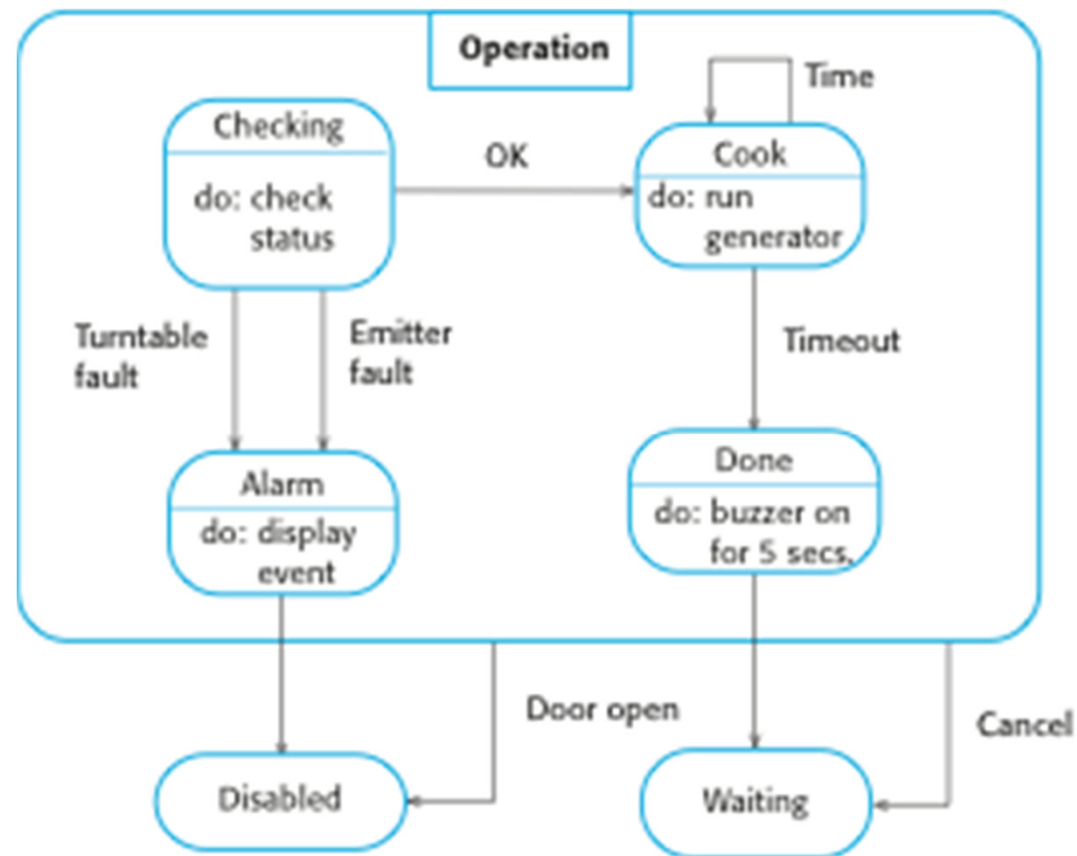 Operation
Time
Checking
OK
Cook
do: check
status
do: run
generator
Turntable
fault
Emitter
fault
Timeout
Alarm
do: display
event
Done
do: buzzer on
for 5 secs.
Door open
Cancel
Disabled
Waiting